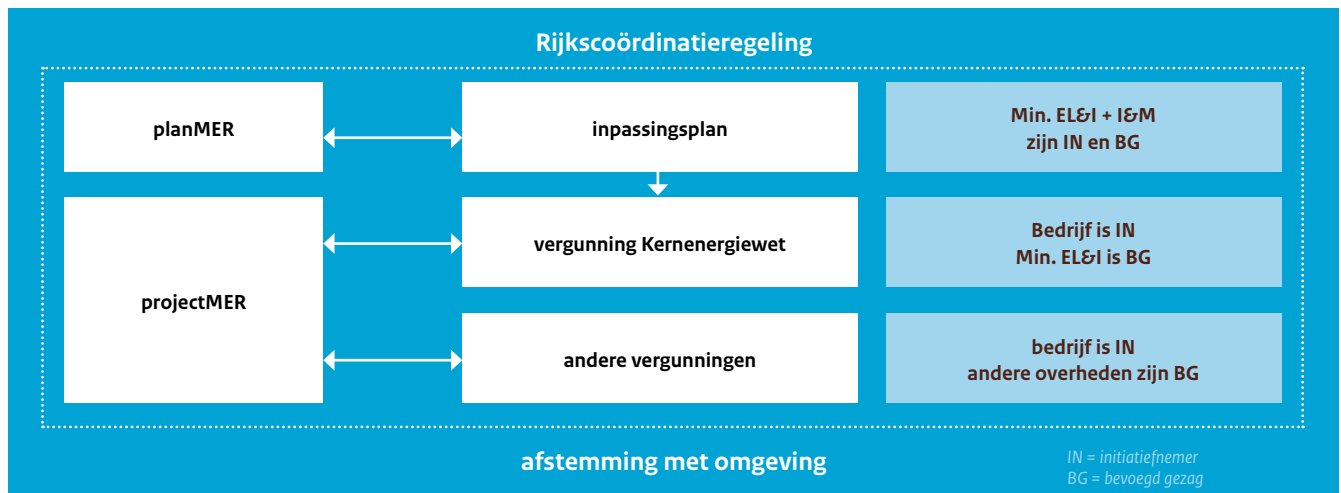 Rijkscoördinatieregeling
planMER
inpassingsplan
Min. EL&I + I&M
zijn IN en BG
projectMER
vergunning Kernenergiewet
Bedrijf is IN
Min. EL&I is BG
andere vergunningen
bedrijf is IN
andere overheden zijn BG
afstemming met omgeving
IN = initiatiefnemer
BG = bevoegd gezag